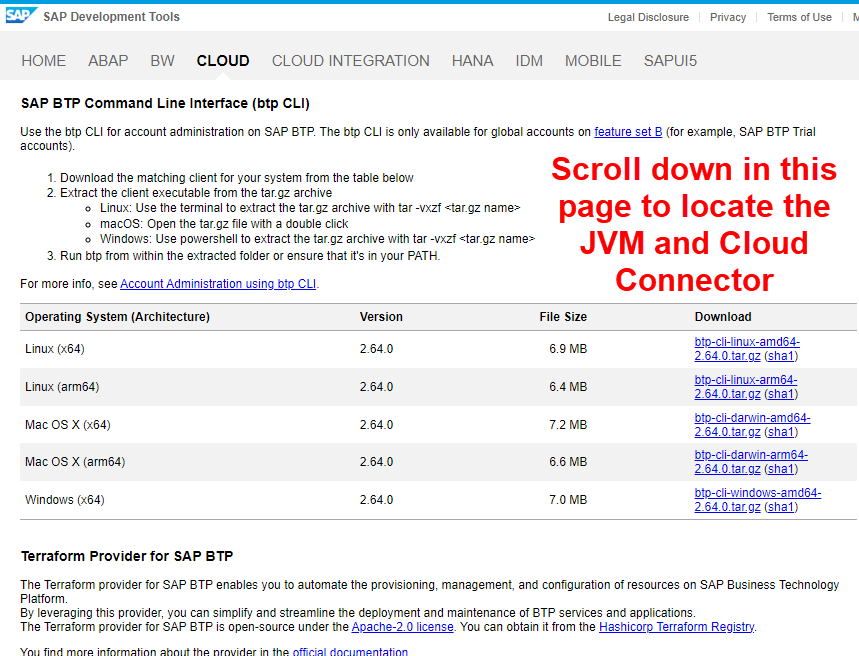 SAP SAP Development Tools
Legal Disclosure Privacy Terms of Use
HOME ABAP BW CLOUD CLOUD INTEGRATION HANA IDM MOBILE SAPUI5
SAP BTP Command Line Interface (btp CLI)
Use the btp CLI for account administration on SAP BTP. The btp CLI is only available for global accounts on feature set B (for example, SAP BTP Trial
accounts).
1. Download the matching client for your system from the table below
2. Extract the client executable from the tar.gz archive
Linux: Use the terminal to extract the tar.gz archive with tar -vxzf <tar.gz name>
macOS: Open the tar.gz file with a double click
Windows: Use powershell to extract the tar.gz archive with tar -vxzf <tar.gz name>
3. Run btp from within the extracted folder or ensure that it's in your PATH.
Scroll down in this
page to locate the
JVM and Cloud
Connector
For more info, see Account Administration using btp CLI.
Operating System (Architecture) Version File Size Download
Linux (x64) 2.64.0 6.9 MB btp-cli-linux-amd64-
2.64.0.tar.gz (sha1)
Linux (arm64) 2.64.0 6.4 MB btp-cli-linux-arm64-
2.64.0.tar.gz (sha1)
Mac OS X (x64) 2.64.0 7.2 MB btp-cli-darwin-amd64-
2.64.0.tar.gz (sha1)
Mac OS X (arm64) 2.64.0 6.6 MB btp-cli-darwin-arm64-
2.64.0.tar.gz (sha1)
Windows (x64) 2.64.0 7.0 MB btp-cli-windows-amd64-
2.64.0.tar.gz (sha1)
Terraform Provider for SAP BTP
The Terraform provider for SAP BTP enables you to automate the provisioning, management, and configuration of resources on SAP Business Technology
Platform.
By leveraging this provider, you can simplify and streamline the deployment and maintenance of BTP services and applications.
The Terraform provider for SAP BTP is open-source under the Apache-2.0 license. You can obtain it from the Hashicorp Terraform Registry.
You find more information about the provider in the official documentation